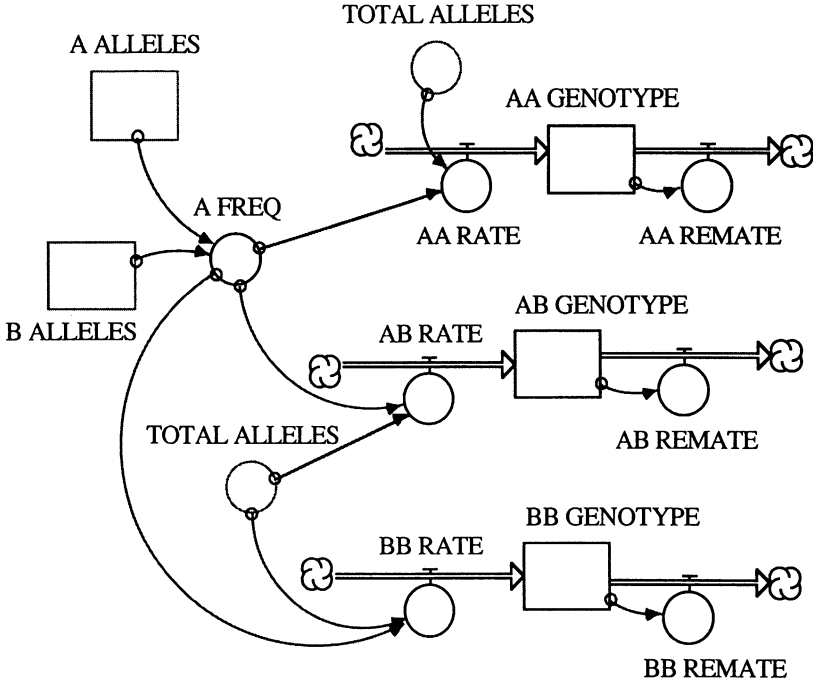 TOTAL ALLELES
A ALLELES
AA GENOTYPE
A FREQ
AA RATE
AA REMATE
B ALLELES
AB GENOTYPE
AB RATE
TOTAL ALLELES
AB REMATE
BB GENOTYPE
BB RATE
BB REMATE